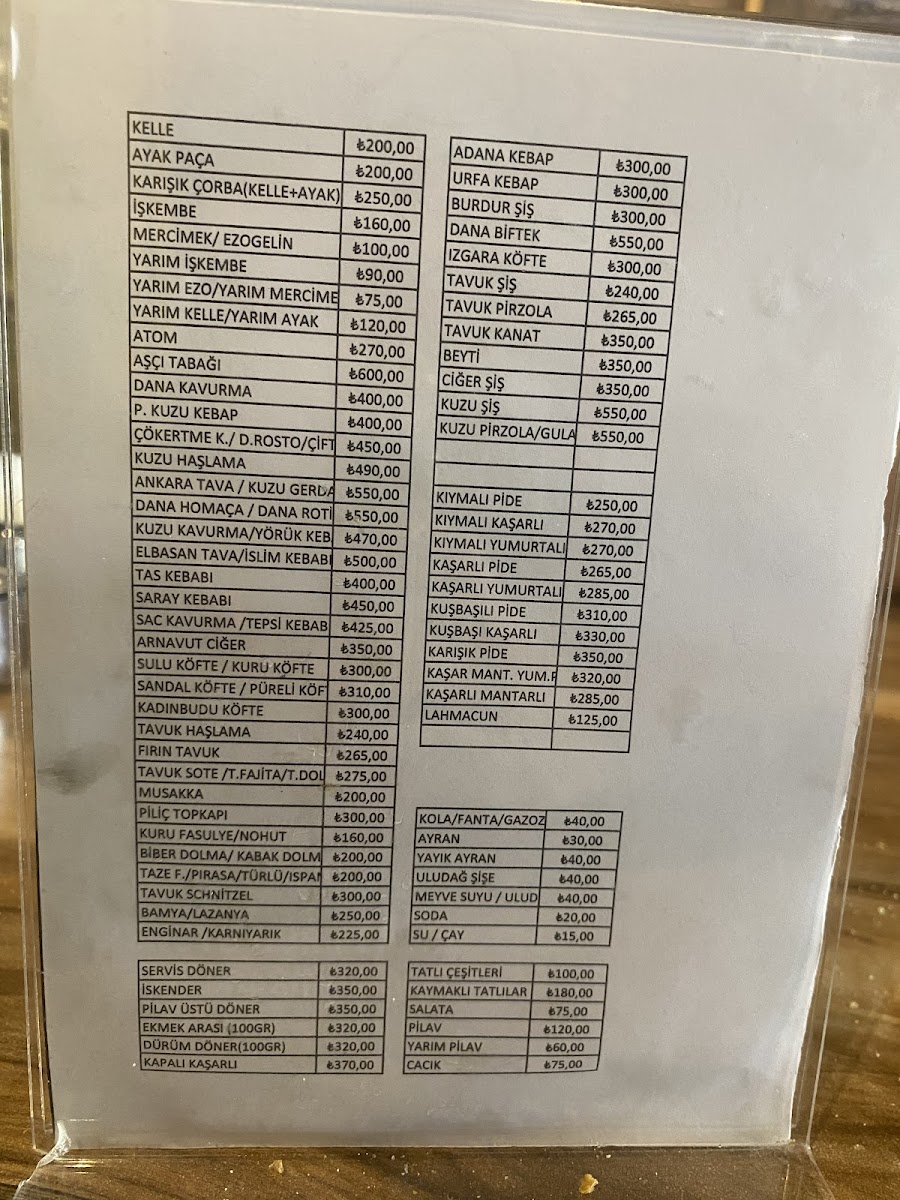 KELLE ₺200,00
AYAK PAÇA ₺200,00
KARIŞIK ÇORBA(KELLE+AYAK) ₺250,00
İŞKEMBE ₺160,00
MERCİMEK/ EZOGELİN ₺100,00
YARIM İŞKEMBE ₺90,00
YARIM EZO/YARIM MERCİME ₺75,00
YARIM KELLE/YARIM AYAK ₺120,00
ATOM ₺270,00
AŞÇI TABAĞI ₺600,00
DANA KAVURMA ₺400,00
P. KUZU KEBAP ₺400,00
ÇÖKERTME K./ D.ROSTO/ÇİFT ₺450,00
KUZU HAŞLAMA ₺490,00
ANKARA TAVA / KUZU GERDA ₺550,00
DANA HOMAÇA / DANA ROTİ ₺550,00
KUZU KAVURMA/YÖRÜK KEB ₺470,00
ELBASAN TAVA/İSLİM KEBABI ₺500,00
TAS KEBABI ₺400,00
SARAY KEBABI ₺450,00
SAC KAVURMA /TEPSİ KEBAB ₺425,00
ARNAVUT CİĞER ₺350,00
SULU KÖFTE / KURU KÖFTE ₺300,00
SANDAL KÖFTE / PÜRELİ KÖF ₺310,00
KADINBUDU KÖFTE ₺300,00
TAVUK HAŞLAMA ₺240,00
FIRIN TAVUK ₺265,00
TAVUK SOTE /T.FAJİTA/T.DOL ₺275,00
MUSAKKA ₺200,00
PİLİÇ TOPKAPI ₺300,00
KURU FASULYE/NOHUT ₺160,00
BİBER DOLMA/ KABAK DOLM ₺200,00
TAZE F./PIRASA/TÜRLÜ/ISPAN ₺200,00
TAVUK SCHNİTZEL ₺300,00
BAMYA/LAZANYA ₺250,00
ENGİNAR /KARNIYARIK ₺225,00
SERVİS DÖNER ₺320,00
İSKENDER ₺350,00
PİLAV ÜSTÜ DÖNER ₺350,00
EKMEK ARASI (100GR) ₺320,00
DÜRÜM DÖNER(100GR) ₺320,00
KAPALI KAŞARLI ₺370,00
ADANA KEBAP ₺300,00
URFA KEBAP ₺300,00
BURDUR ŞİŞ ₺300,00
DANA BİFTEK ₺550,00
IZGARA KÖFTE ₺300,00
TAVUK ŞİŞ ₺240,00
TAVUK PİRZOLA ₺265,00
TAVUK KANAT ₺350,00
BEYTİ ₺350,00
CİĞER ŞİŞ ₺350,00
KUZU ŞİŞ ₺550,00
KUZU PİRZOLA/GULA ₺550,00
KIYMALI PİDE ₺250,00
KIYMALI KAŞARLI ₺270,00
KIYMALI YUMURTALI ₺270,00
KAŞARLI PİDE ₺265,00
KAŞARLI YUMURTALI ₺285,00
KUŞBAŞILI PİDE ₺310,00
KUŞBAŞI KAŞARLI ₺330,00
KARIŞIK PİDE ₺350,00
KAŞAR MANT. YUM.P ₺320,00
KAŞARLI MANTARLI ₺285,00
LAHMACUN ₺125,00
KOLA/FANTA/GAZOZ ₺40,00
AYRAN ₺30,00
YAYIK AYRAN ₺40,00
ULUDAĞ ŞİŞE ₺40,00
MEYVE SUYU / ULUD ₺40,00
SODA ₺20,00
SU / ÇAY ₺15,00
TATLI ÇEŞİTLERİ ₺100,00
KAYMAKLI TATLILAR ₺180,00
SALATA ₺75,00
PİLAV ₺120,00
YARIM PİLAV ₺60,00
CACIK ₺75,00